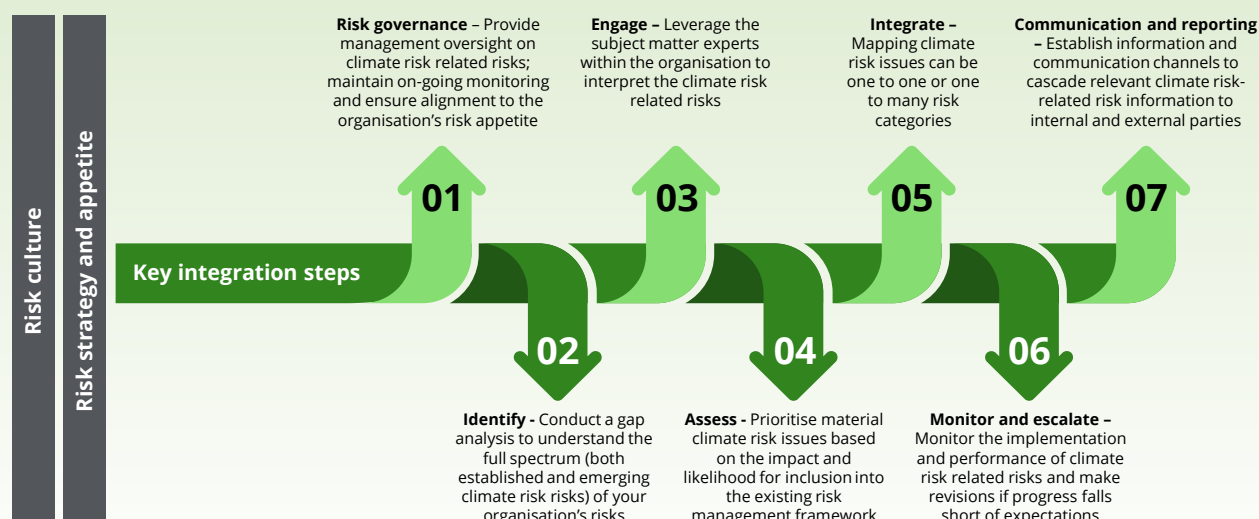 Risk culture
Risk strategy and appetite
Key integration steps
Risk governance – Provide
management oversight on
climate risk related risks;
maintain on-going monitoring
and ensure alignment to the
organisation’s risk appetite
01
Identify - Conduct a gap
analysis to understand the
full spectrum (both
established and emerging
climate risk risks) of your
organisation’s risks
02
Engage – Leverage the
subject matter experts
within the organisation to
interpret the climate risk
related risks
03
Assess - Prioritise material
climate risk issues based
on the impact and
likelihood for inclusion into
the existing risk
management framework
04
Integrate –
Mapping climate
risk issues can be
one to one or one
to many risk
categories
05
Monitor and escalate –
Monitor the implementation
and performance of climate
risk related risks and make
revisions if progress falls
short of expectations
06
Communication and reporting
– Establish information and
communication channels to
cascade relevant climate risk-
related risk information to
internal and external parties
07